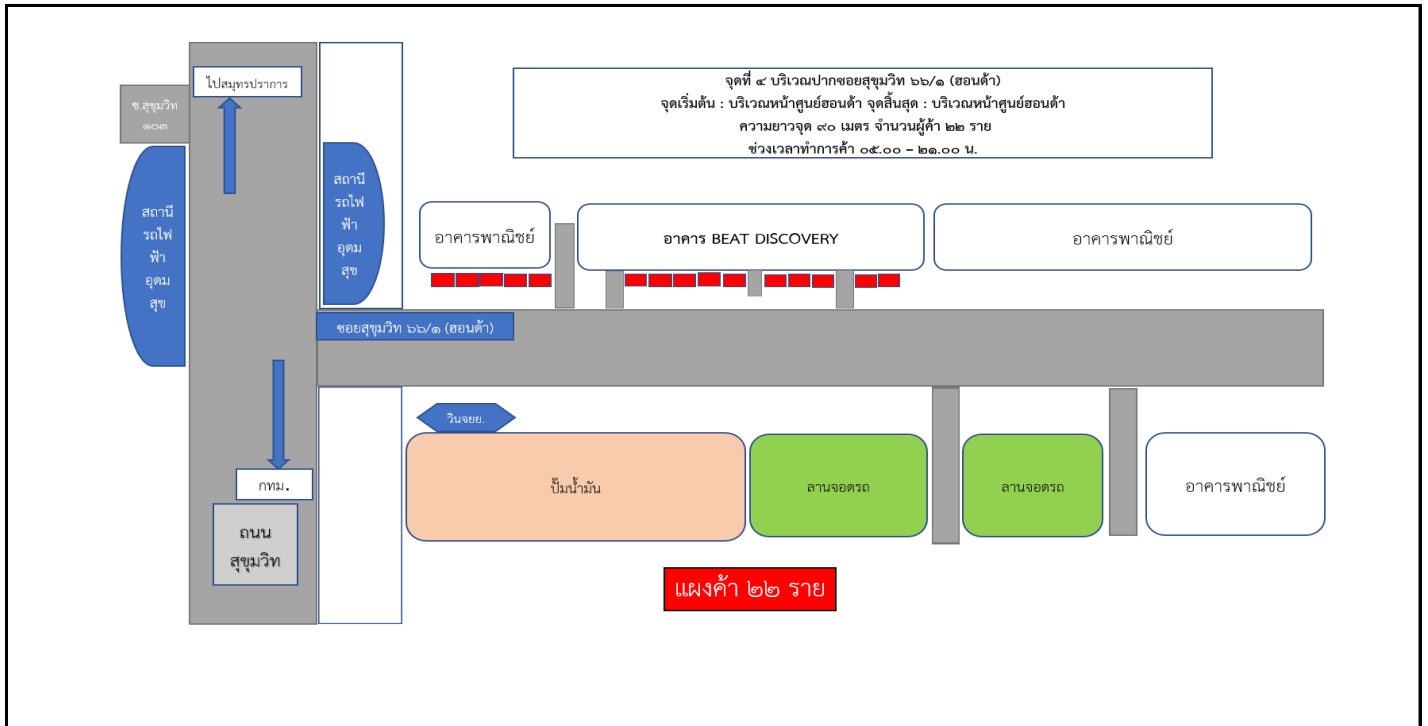 ไปสมุทรปราการ
ซ.สุขุมวิท
๑๐๓
จุดที่ ๔ บริเวณปากซอยสุขุมวิท ๖๖/๑ (ฮอนด้า)
จุดเริ่มต้น : บริเวณหน้าศูนย์ฮอนด้า จุดสิ้นสุด : บริเวณหน้าศูนย์ฮอนด้า
ความยาวจุด ๙๐ เมตร จำนวนผู้ค้า ๒๒ ราย
ช่วงเวลาทำการค้า ๐๕.๐๐ – ๒๑.๐๐ น.
สถานี
รถไฟ
ฟ้า
อุดม
สุข
สถานี
รถไฟ
ฟ้า
อุดม
สุข
อาคารพาณิชย์
อาคาร BEAT DISCOVERY
อาคารพาณิชย์
ซอยสุขุมวิท ๖๖/๑ (ฮอนด้า)
วินจยย.
กทม.
ถนน
สุขุมวิท
ปั๊มน้ำมัน
ลานจอดรถ
ลานจอดรถ
อาคารพาณิชย์
แผงค้า ๒๒ ราย